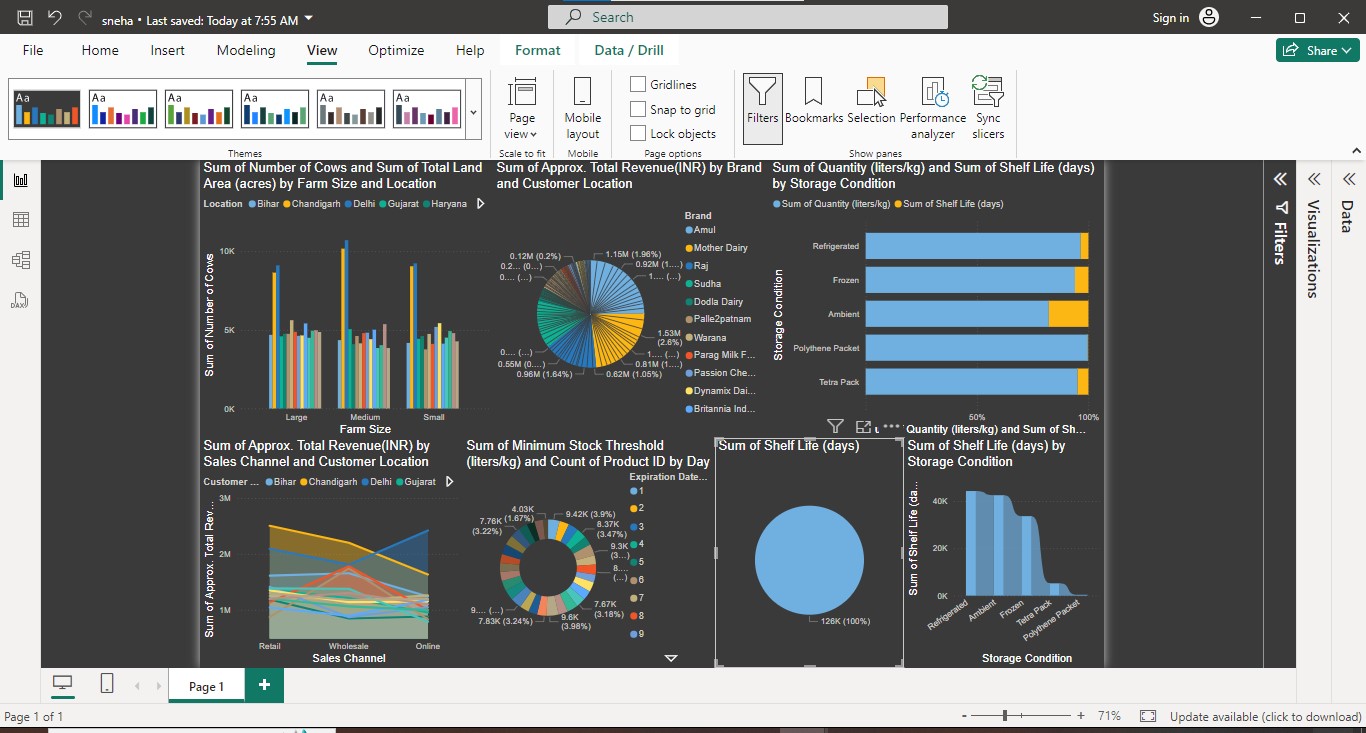 sneha • Last saved: Today at 7:55 AM
Search
Sign in
File
Home
Insert
Modeling
View
Optimize
Help
Format
Data / Drill
Share
Aa
Aa
Aa
Aa
Aa
Aa
Themes
Page view
Scale to fit
Mobile layout
Mobile
Gridlines
Snap to grid
Lock objects
Page options
Filters
Bookmarks
Selection
Performance analyzer
Sync slicers
Show panes
DAX
Sum of Number of Cows and Sum of Total Land
Area (acres) by Farm Size and Location
Location Bihar Chandigarh Delhi Gujarat Haryana
Sum of Number of Cows
10K
5K
0K
Large
Medium
Small
Farm Size
Sum of Approx. Total Revenue(INR) by Brand
and Customer Location
0.12M (0.2%)
0.2... (0...)
0.... (...)
0.... (...)
0.55M (0....)
0.96M (1.64%)
1.15M (1.96%)
0.92M (1....)
1.... (...)
1.53M
(2.6%)
1.... (...)
0.81M (1....)
0.62M (1.05%)
Brand
Amul
Mother Dairy
Raj
Sudha
Dodla Dairy
Palle2patnam
Warana
Parag Milk F...
Passion Che...
Dynamix Dai...
Britannia Ind...
Sum of Quantity (liters/kg) and Sum of Shelf Life (days)
by Storage Condition
Sum of Quantity (liters/kg) Sum of Shelf Life (days)
Storage Condition
Refrigerated
Frozen
Ambient
Polythene Packet
Tetra Pack
50%
100%
Quantity (liters/kg) and Sum of Sh...
Sum of Approx. Total Revenue(INR) by
Sales Channel and Customer Location
Customer ... Bihar Chandigarh Delhi Gujarat
Sum of Approx. Total Rev...
3M
2M
1M
Retail
Wholesale
Online
Sales Channel
Sum of Minimum Stock Threshold
(liters/kg) and Count of Product ID by Day
Expiration Date...
1
2
3
4
5
6
7
8
9
4.03K
(1.67%)
7.76K
(3.22%)
9.... (...)
7.83K (3.24%)
9.42K (3.9%)
8.37K
(3.47%)
9.3K
(3....)
8....
(...)
7.67K
(3.18%)
9.6K
(3.98%)
Sum of Shelf Life (days)
126K (100%)
Sum of Shelf Life (days) by
Storage Condition
Sum of Shelf Life (da...
40K
20K
0K
Refrigerated
Ambient
Frozen
Tetra Pack
Polythene Packet
Storage Condition
Filters
Visualizations
Data
Page 1
Page 1 of 1
71%
Update available (click to download)